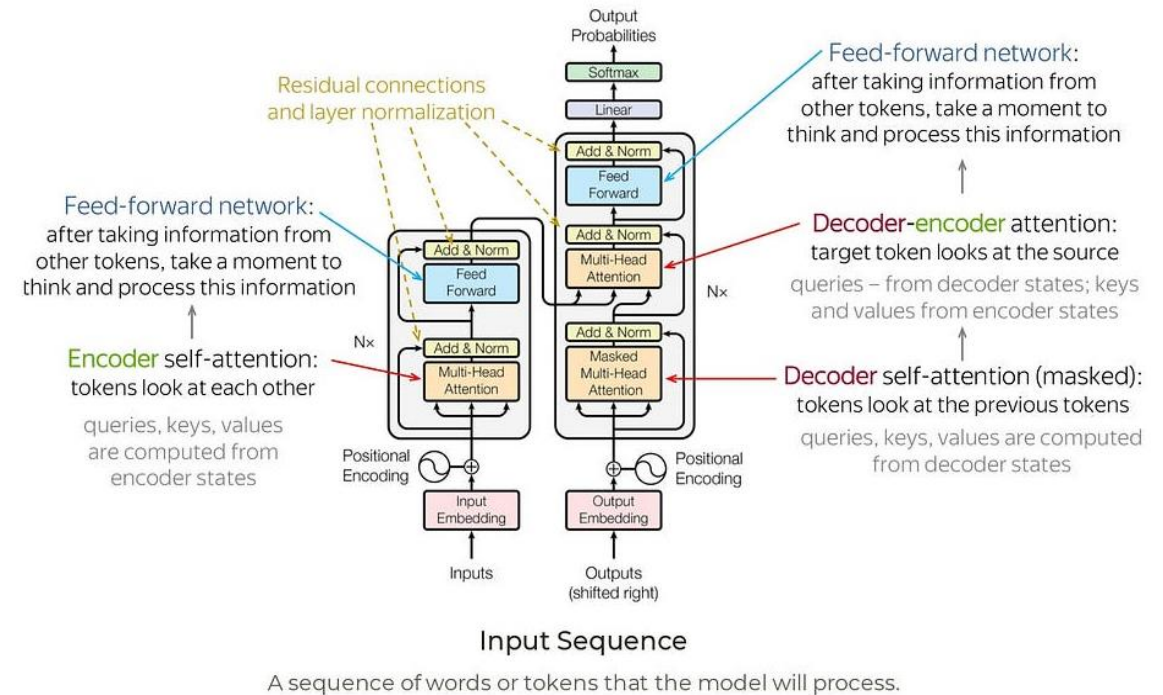 Output
Probabilities
Softmax
Linear
Add & Norm
Feed
Forward
Add & Norm
Multi-Head
Attention
Add & Norm
Masked
Multi-Head
Attention
Nx
Positional
Encoding
Output
Embedding
Outputs
(shifted right)
Residual connections
and layer normalization
Add & Norm
Feed
Forward
Add & Norm
Multi-Head
Attention
Nx
Positional
Encoding
Input
Embedding
Inputs
Feed-forward network:
after taking information from
other tokens, take a moment to
think and process this information
Encoder self-attention:
tokens look at each other
queries, keys, values
are computed from
encoder states
Feed-forward network:
after taking information from
other tokens, take a moment to
think and process this information
Decoder-encoder attention:
target token looks at the source
queries – from decoder states; keys
and values from encoder states
Decoder self-attention (masked):
tokens look at the previous tokens
queries, keys, values are computed
from decoder states
Input Sequence
A sequence of words or tokens that the model will process.